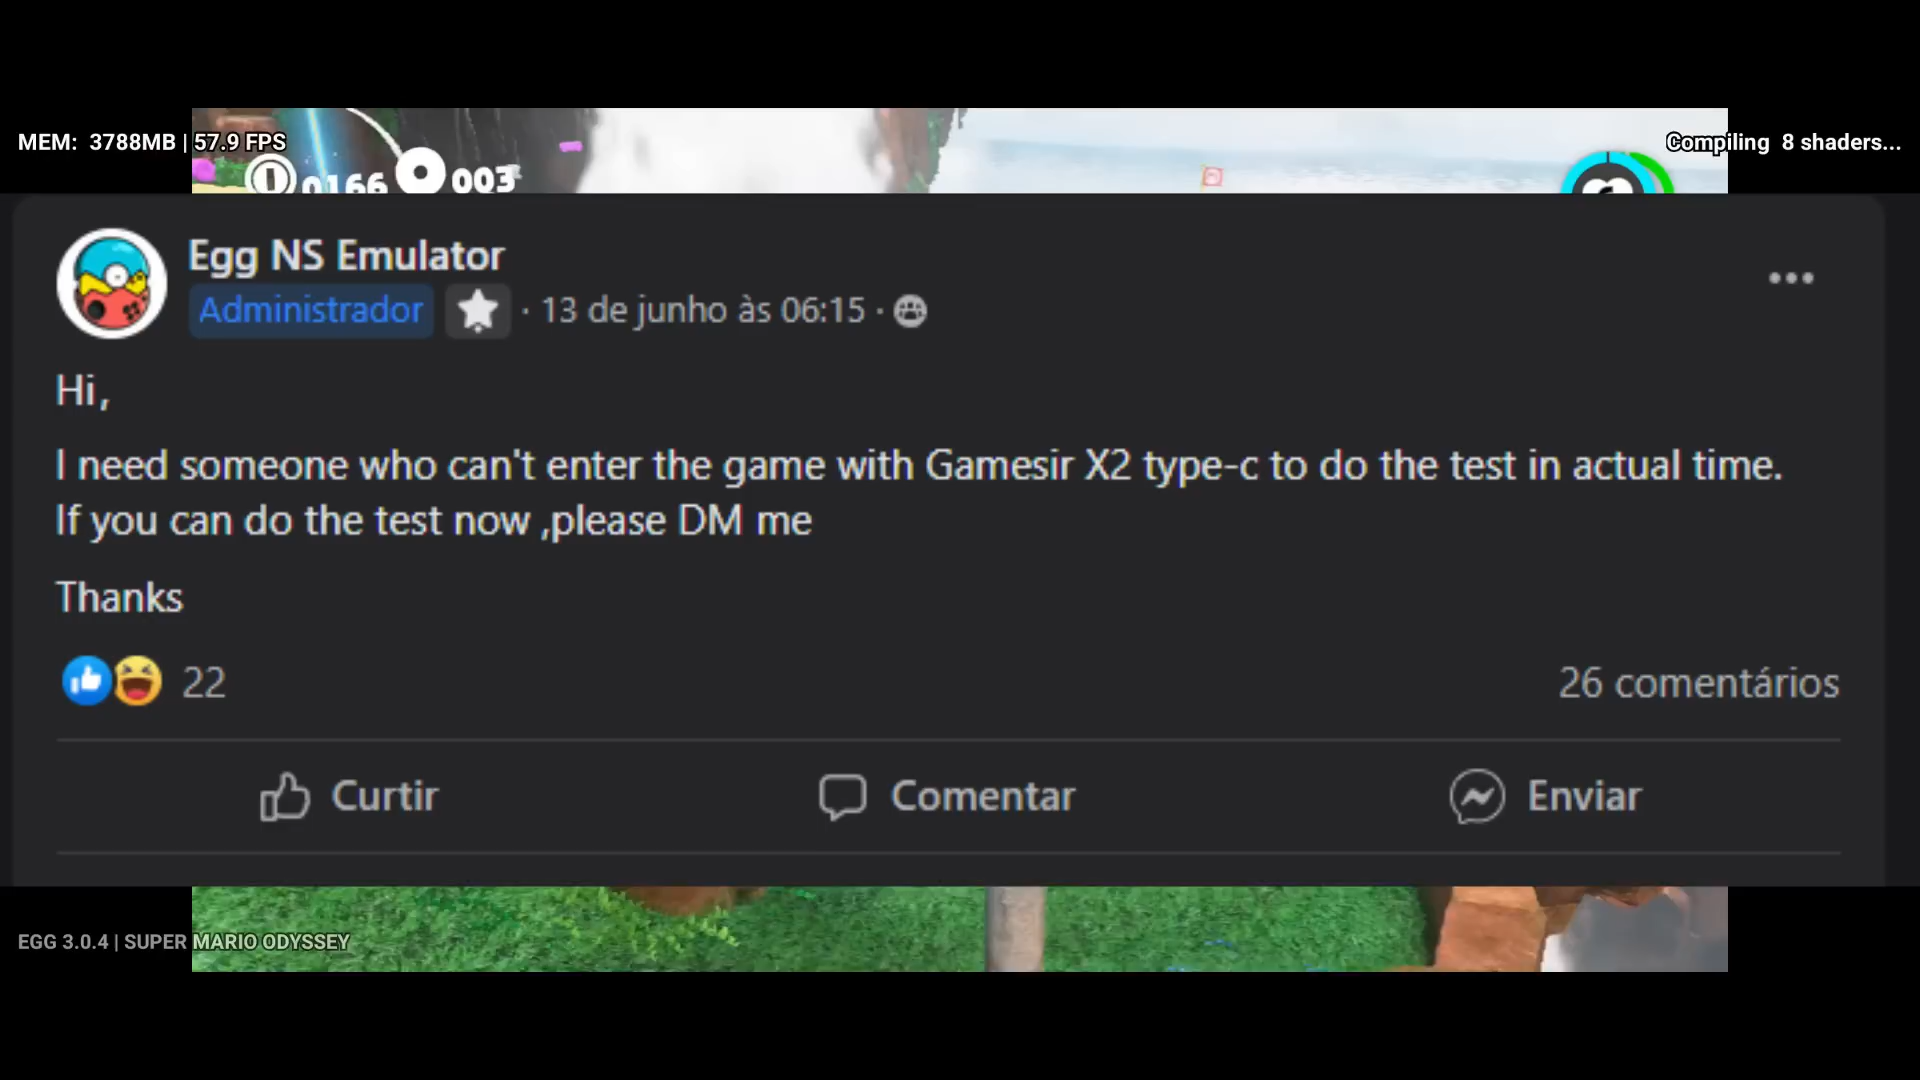 MEM: 3788MB | 57.9 FPS
Compiling 8 shaders...
0166 003
Egg NS Emulator
Administrador · 13 de junho às 06:15 ·
Hi,
I need someone who can't enter the game with Gamesir X2 type-c to do the test in actual time.
If you can do the test now ,please DM me
Thanks
22
26 comentários
Curtir
Comentar
Enviar
EGG 3.0.4 | SUPER MARIO ODYSSEY